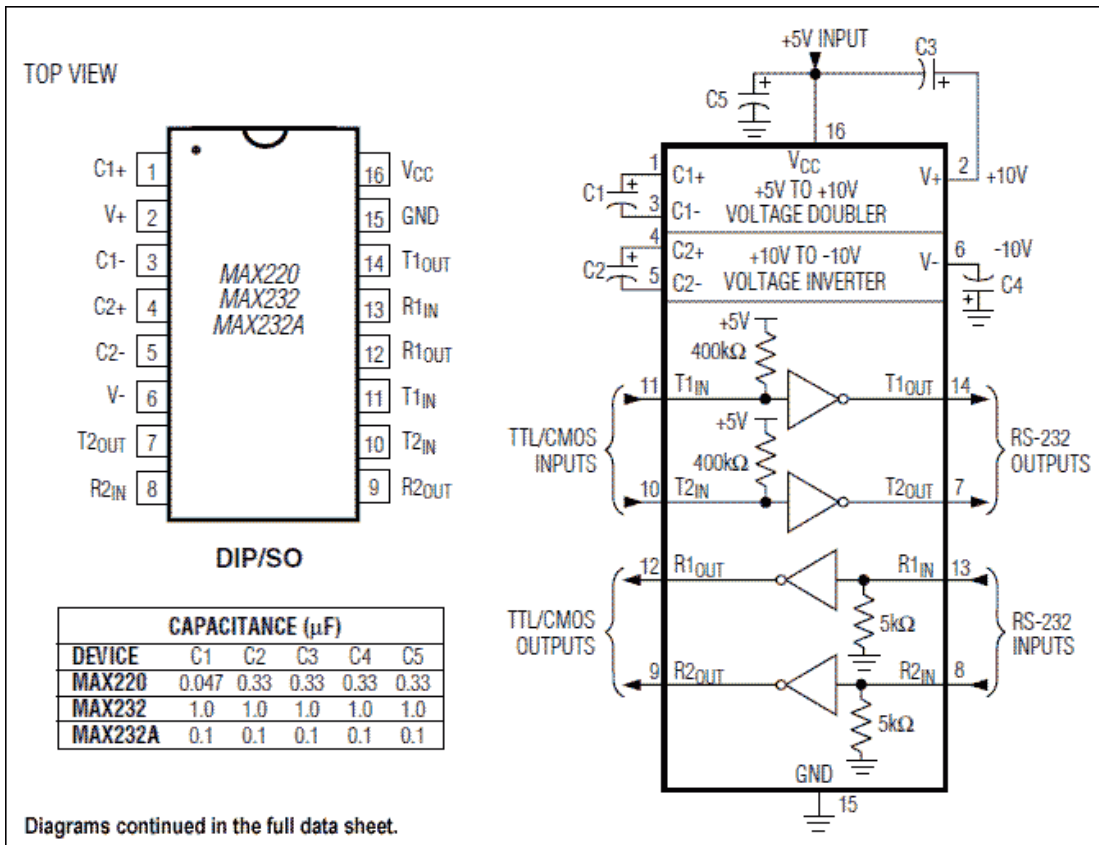 TOP VIEW
C1+ 1
V+ 2
C1- 3
C2+ 4
C2- 5
V- 6
T2OUT 7
R2IN 8
MAX220
MAX232
MAX232A
16 VCC
15 GND
14 T1OUT
13 R1IN
12 R1OUT
11 T1IN
10 T2IN
9 R2OUT
DIP/SO
CAPACITANCE (µF)
DEVICE C1 C2 C3 C4 C5
MAX220 0.047 0.33 0.33 0.33 0.33
MAX232 1.0 1.0 1.0 1.0 1.0
MAX232A 0.1 0.1 0.1 0.1 0.1
Diagrams continued in the full data sheet.
+5V INPUT
C3
+
C5
+
16
VCC
1
C1+
C1
+
3
C1-
+5V TO +10V
VOLTAGE DOUBLER
V+
2
+10V
4
C2+
C2
+
5
C2-
+10V TO -10V
VOLTAGE INVERTER
V-
6
-10V
C4
+
+5V
400kΩ
11
T1IN
T1OUT
14
TTL/CMOS
INPUTS
+5V
400kΩ
RS-232
OUTPUTS
10
T2IN
T2OUT
7
12
R1OUT
R1IN
13
TTL/CMOS
OUTPUTS
5kΩ
RS-232
INPUTS
9
R2OUT
R2IN
8
5kΩ
GND
15